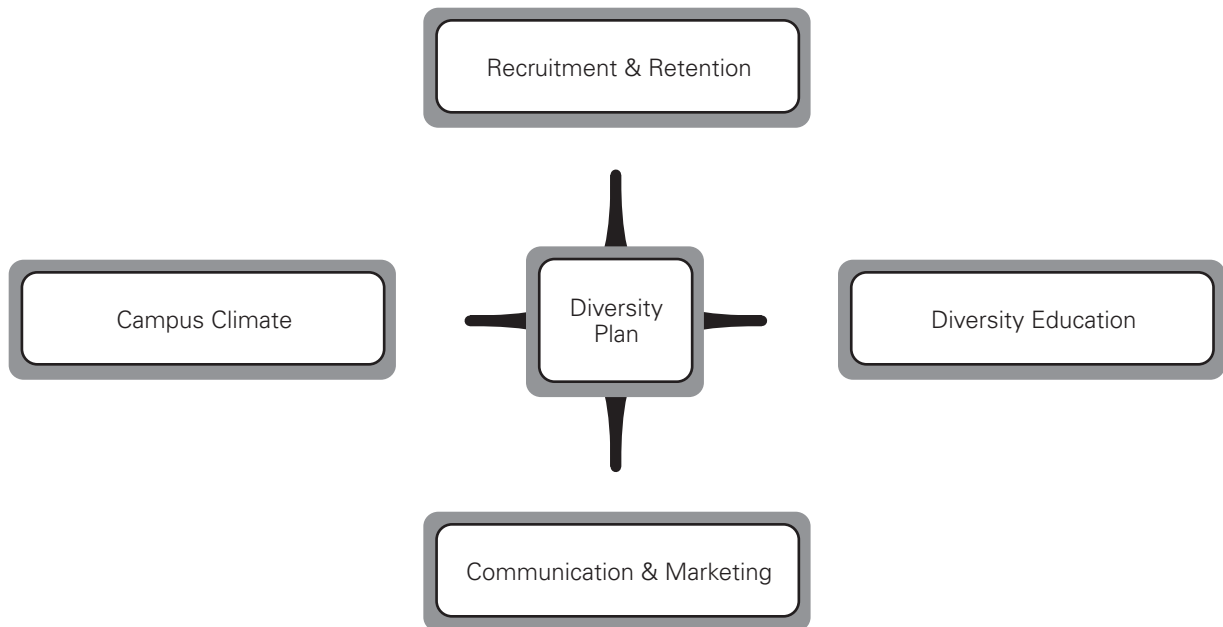 Recruitment & Retention
Campus Climate
Diversity
Plan
Diversity Education
Communication & Marketing